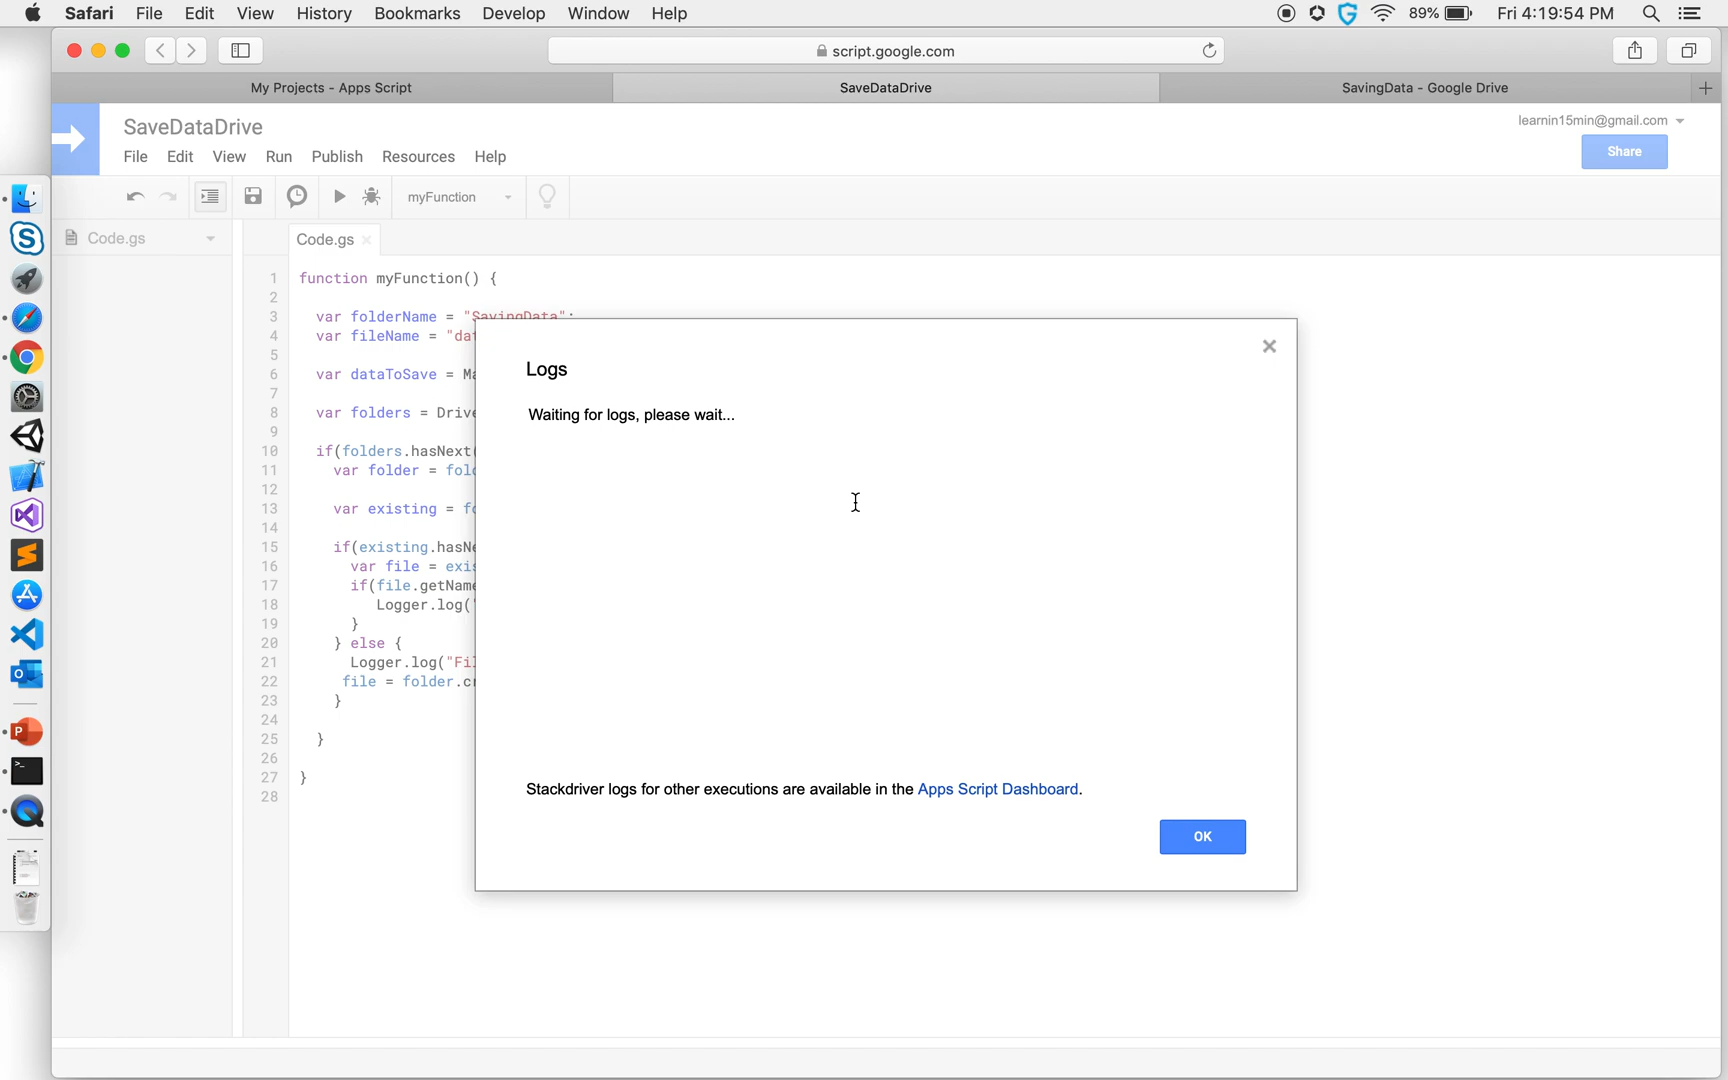 Safari File Edit View History Bookmarks Develop Window Help 89% Fri 4:19:54 PM
script.google.com
My Projects - Apps Script SaveDataDrive SavingData - Google Drive +
SaveDataDrive learnin15min@gmail.com
File Edit View Run Publish Resources Help Share
myFunction
Code.gs Code.gs ×
1 function myFunction() {
2
3 var folderName = "SavingData";
4 var fileName = "dat
5
6 var dataToSave = Ma
7
8 var folders = Drive
9
10 if(folders.hasNext(
11 var folder = fold
12
13 var existing = fo
14
15 if(existing.hasNe
16 var file = exis
17 if(file.getName
18 Logger.log("
19 }
20 } else {
21 Logger.log("Fil
22 file = folder.cr
23 }
24
25 }
26
27 }
28
Logs
Waiting for logs, please wait...
Stackdriver logs for other executions are available in the Apps Script Dashboard.
OK